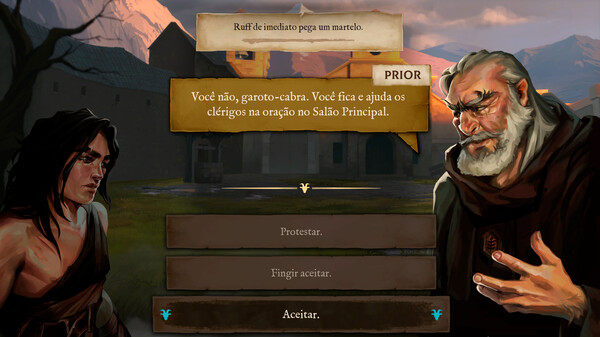 Ruff de imediato pega um martelo.
PRIOR
Você não, garoto-cabra. Você fica e ajuda os
clérigos na oração no Salão Principal.
Protestar.
Fingir aceitar.
Aceitar.